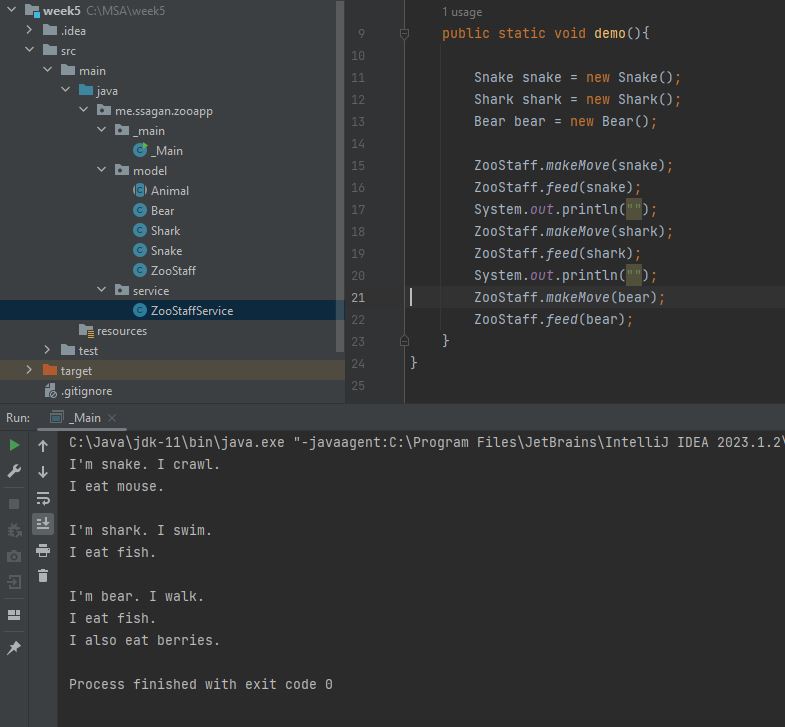 week5 C:\MSA\week5
.idea
src
main
java
me.ssagan.zooapp
_main
_Main
model
Animal
Bear
Shark
Snake
ZooStaff
service
ZooStaffService
resources
test
target
.gitignore
1 usage
9 public static void demo(){
10
11 Snake snake = new Snake();
12 Shark shark = new Shark();
13 Bear bear = new Bear();
15 ZooStaff.makeMove(snake);
16 ZooStaff.feed(snake);
17 System.out.println("");
18 ZooStaff.makeMove(shark);
19 ZooStaff.feed(shark);
20 System.out.println("");
21 ZooStaff.makeMove(bear);
22 ZooStaff.feed(bear);
23 }
24 }
25
Run: _Main
C:\Java\jdk-11\bin\java.exe "-javaagent:C:\Program Files\JetBrains\IntelliJ IDEA 2023.1.2\
I'm snake. I crawl.
I eat mouse.
I'm shark. I swim.
I eat fish.
I'm bear. I walk.
I eat fish.
I also eat berries.
Process finished with exit code 0